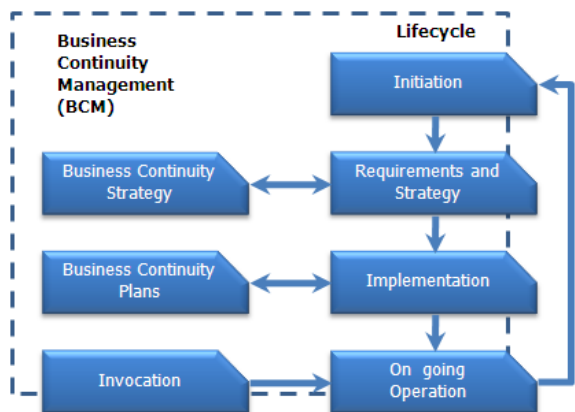 Business
Continuity
Management
(BCM)
Lifecycle
Initiation
Business Continuity
Strategy
Requirements and
Strategy
Business Continuity
Plans
Implementation
Invocation
On going
Operation